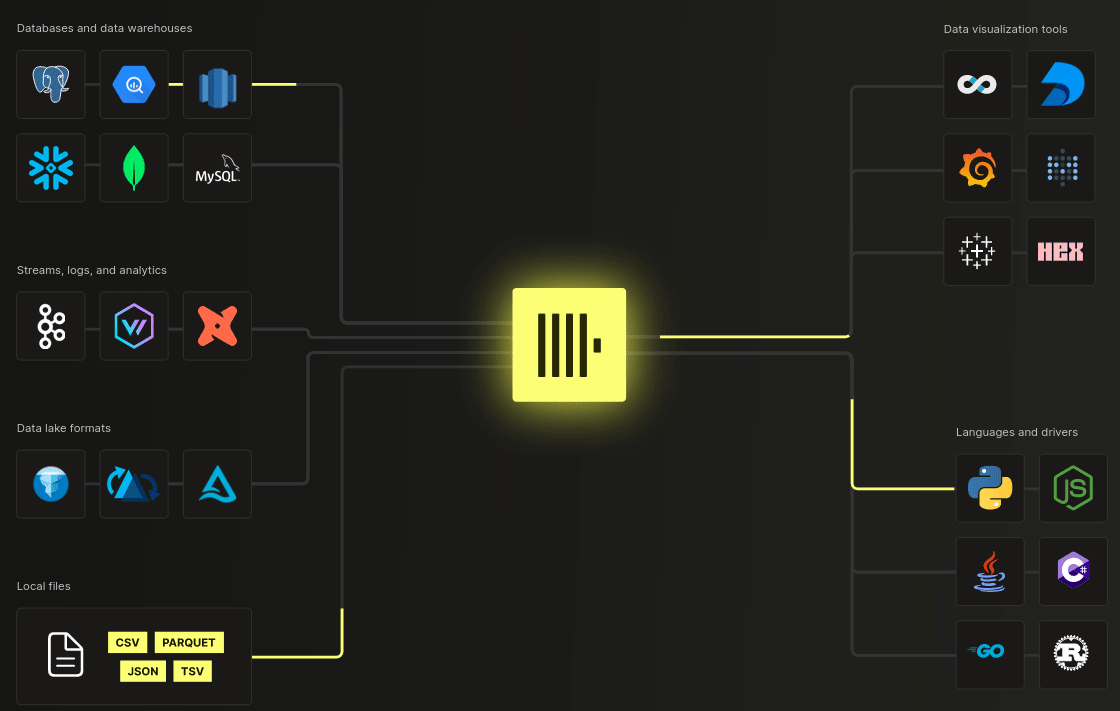 Databases and data warehouses
MySQL.
Streams, logs, and analytics
Data lake formats
Local files
CSV PARQUET
JSON TSV
Data visualization tools
HEX
Languages and drivers
JS
C#
GO
R